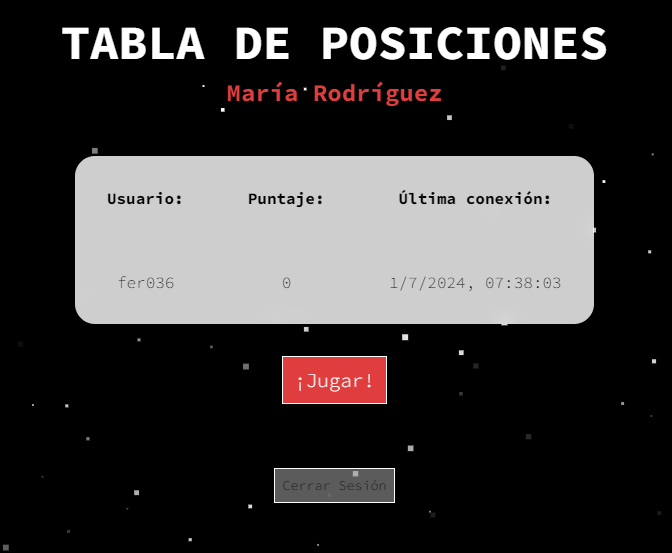 TABLA DE POSICIONES
María Rodríguez
Usuario: Puntaje: Última conexión:
fer036 0 1/7/2024, 07:38:03
¡Jugar!
Cerrar Sesión